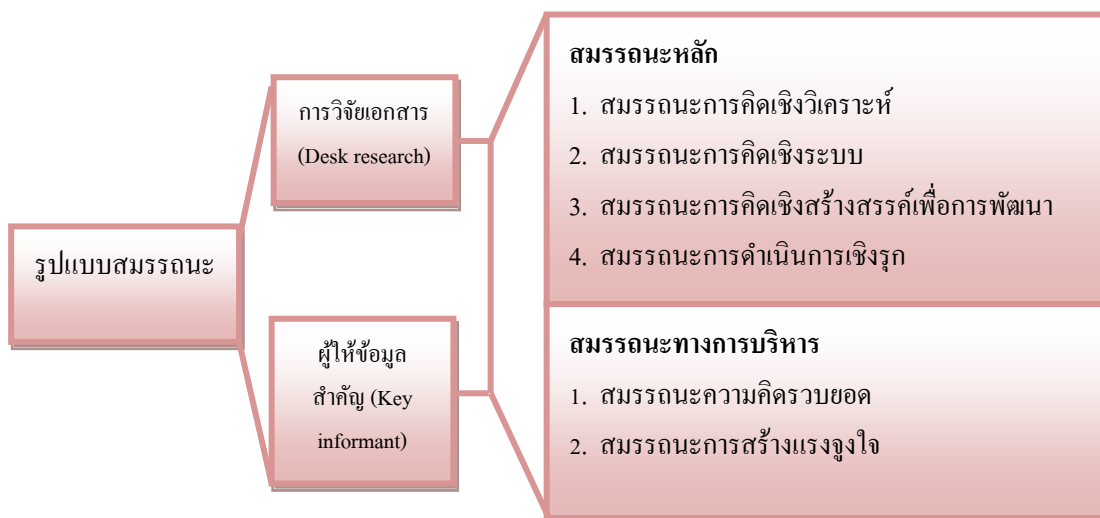 รูปแบบสมรรถนะ
การวิจัยเอกสาร
(Desk research)
ผู้ให้ข้อมูล
สำคัญ (Key
informant)
สมรรถนะหลัก
1. สมรรถนะการคิดเชิงวิเคราะห์
2. สมรรถนะการคิดเชิงระบบ
3. สมรรถนะการคิดเชิงสร้างสรรค์เพื่อการพัฒนา
4. สมรรถนะการดำเนินการเชิงรุก
สมรรถนะทางการบริหาร
1. สมรรถนะความคิดรวบยอด
2. สมรรถนะการสร้างแรงจูงใจ